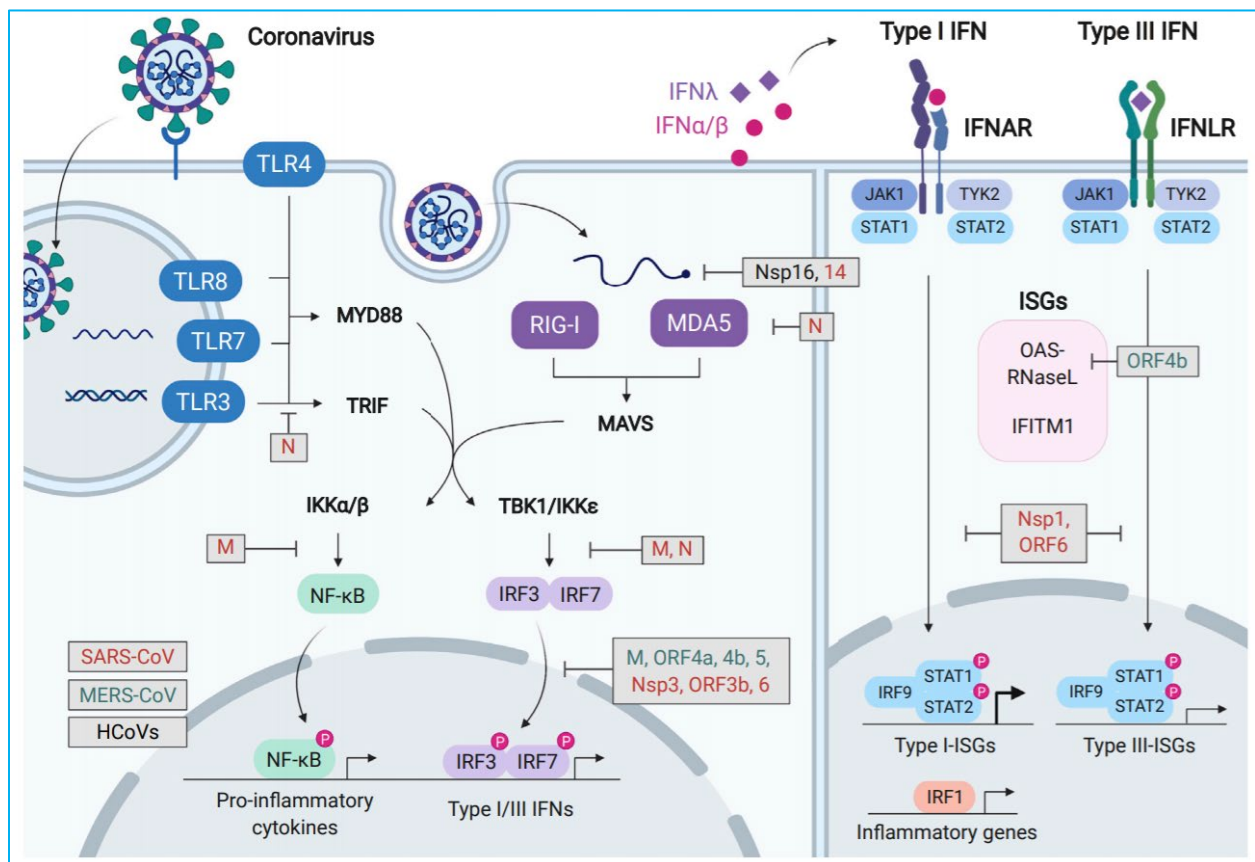 Coronavirus
TLR4
TLR8
TLR7
TLR3
MYD88
TRIF
N
IFNλ
IFNα/β
Nsp16, 14
RIG-I
MDA5
N
MAVS
IKKα/β
TBK1/IKKε
M
M, N
NF-κB
IRF3
IRF7
SARS-CoV
MERS-CoV
HCoVs
M, ORF4a, 4b, 5,
Nsp3, ORF3b, 6
P
NF-κB
P
P
IRF3
IRF7
Pro-inflammatory
cytokines
Type I/III IFNs
Type I IFN
Type III IFN
IFNAR
IFNLR
JAK1
TYK2
STAT1
STAT2
JAK1
TYK2
STAT1
STAT2
ISGs
OAS-
RNaseL
IFITM1
ORF4b
Nsp1,
ORF6
IRF9
STAT1
P
STAT2
P
Type I-ISGs
IRF9
STAT1
P
STAT2
P
Type III-ISGs
IRF1
Inflammatory genes